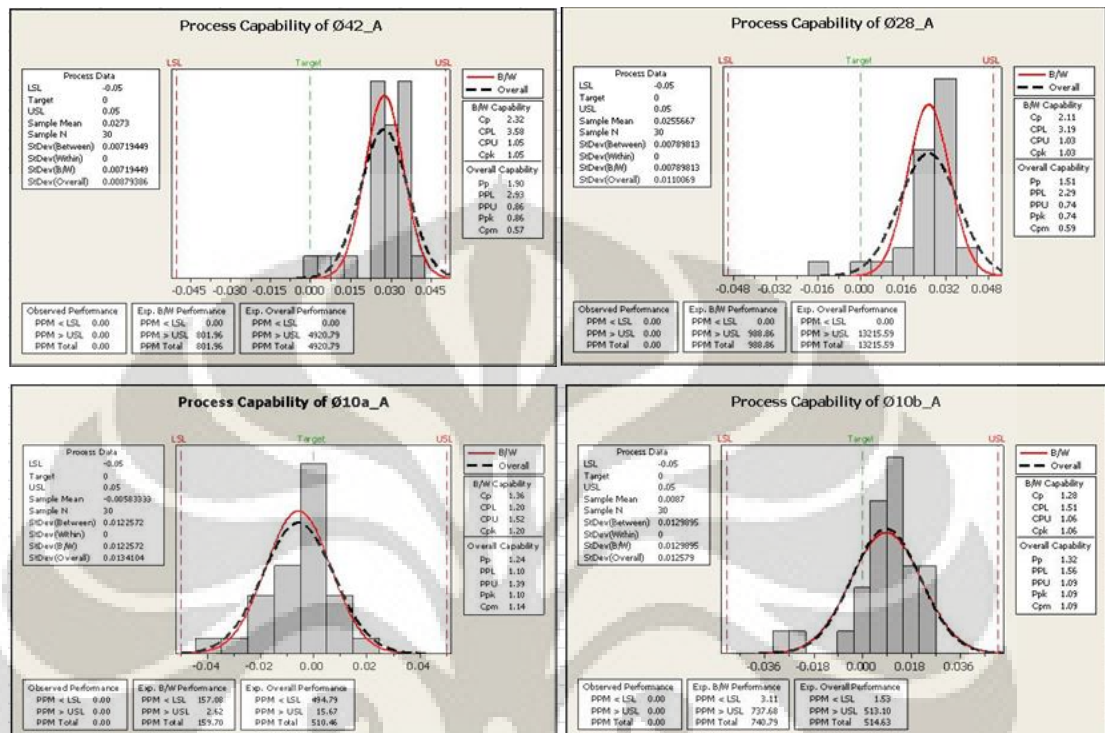 Process Capability of Ø42_A
LSL Target USL
Process Data
LSL -0.05
Target 0
USL 0.05
Sample Mean 0.0273
Sample N 30
StDev(Between) 0.00719449
StDev(Within) 0
StDev(B/W) 0.00719449
StDev(Overall) 0.00879386
B/W
Overall
B/W Capability
Cp 2.32
CPL 3.58
CPU 1.05
Cpk 1.05
Overall Capability
Pp 1.90
PPL 2.93
PPU 0.86
Ppk 0.86
Cpm 0.57
-0.045 -0.030 -0.015 0.000 0.015 0.030 0.045
Observed Performance
PPM < LSL 0.00
PPM > USL 0.00
PPM Total 0.00
Exp. B/W Performance
PPM < LSL 0.00
PPM > USL 801.96
PPM Total 801.96
Exp. Overall Performance
PPM < LSL 0.00
PPM > USL 4920.79
PPM Total 4920.79
Process Capability of Ø28_A
LSL Target USL
Process Data
LSL -0.05
Target 0
USL 0.05
Sample Mean 0.0255667
Sample N 30
StDev(Between) 0.00789813
StDev(Within) 0
StDev(B/W) 0.00789813
StDev(Overall) 0.0110069
B/W
Overall
B/W Capability
Cp 2.11
CPL 3.19
CPU 1.03
Cpk 1.03
Overall Capability
Pp 1.51
PPL 2.29
PPU 0.74
Ppk 0.74
Cpm 0.59
-0.048 -0.032 -0.016 0.000 0.016 0.032 0.048
Observed Performance
PPM < LSL 0.00
PPM > USL 0.00
PPM Total 0.00
Exp. B/W Performance
PPM < LSL 0.00
PPM > USL 988.86
PPM Total 988.86
Exp. Overall Performance
PPM < LSL 0.00
PPM > USL 13215.59
PPM Total 13215.59
Process Capability of Ø10a_A
LSL Target USL
Process Data
LSL -0.05
Target 0
USL 0.05
Sample Mean -0.00583333
Sample N 30
StDev(Between) 0.0122572
StDev(Within) 0
StDev(B/W) 0.0122572
StDev(Overall) 0.0134104
B/W
Overall
B/W Capability
Cp 1.36
CPL 1.20
CPU 1.52
Cpk 1.20
Overall Capability
Pp 1.24
PPL 1.10
PPU 1.39
Ppk 1.10
Cpm 1.14
-0.04 -0.02 0.00 0.02 0.04
Observed Performance
PPM < LSL 0.00
PPM > USL 0.00
PPM Total 0.00
Exp. B/W Performance
PPM < LSL 157.08
PPM > USL 2.62
PPM Total 159.70
Exp. Overall Performance
PPM < LSL 494.79
PPM > USL 15.67
PPM Total 510.46
Process Capability of Ø10b_A
LSL Target USL
Process Data
LSL -0.05
Target 0
USL 0.05
Sample Mean 0.0087
Sample N 30
StDev(Between) 0.0129895
StDev(Within) 0
StDev(B/W) 0.0129895
StDev(Overall) 0.012579
B/W
Overall
B/W Capability
Cp 1.28
CPL 1.51
CPU 1.06
Cpk 1.06
Overall Capability
Pp 1.32
PPL 1.56
PPU 1.09
Ppk 1.09
Cpm 1.09
-0.036 -0.018 0.000 0.018 0.036
Observed Performance
PPM < LSL 0.00
PPM > USL 0.00
PPM Total 0.00
Exp. B/W Performance
PPM < LSL 3.11
PPM > USL 737.68
PPM Total 740.79
Exp. Overall Performance
PPM < LSL 1.53
PPM > USL 513.10
PPM Total 514.63